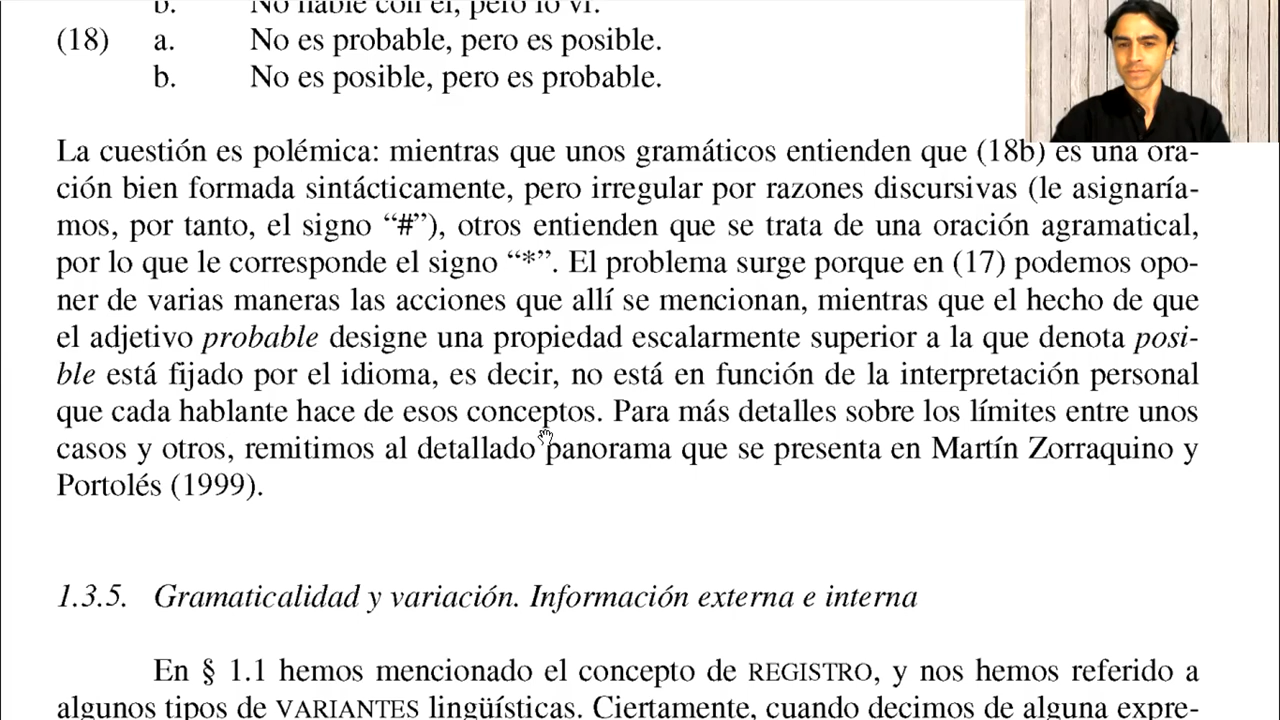 b. No hablé con él, pero lo vi.
(18) a. No es probable, pero es posible.
b. No es posible, pero es probable.
La cuestión es polémica: mientras que unos gramáticos entienden que (18b) es una ora-
ción bien formada sintácticamente, pero irregular por razones discursivas (le asignaría-
mos, por tanto, el signo “#”), otros entienden que se trata de una oración agramatical,
por lo que le corresponde el signo “*”. El problema surge porque en (17) podemos opo-
ner de varias maneras las acciones que allí se mencionan, mientras que el hecho de que
el adjetivo probable designe una propiedad escalarmente superior a la que denota posi-
ble está fijado por el idioma, es decir, no está en función de la interpretación personal
que cada hablante hace de esos conceptos. Para más detalles sobre los límites entre unos
casos y otros, remitimos al detallado panorama que se presenta en Martín Zorraquino y
Portolés (1999).
1.3.5. Gramaticalidad y variación. Información externa e interna
En § 1.1 hemos mencionado el concepto de REGISTRO, y nos hemos referido a
algunos tipos de VARIANTES lingüísticas. Ciertamente, cuando decimos de alguna expre-